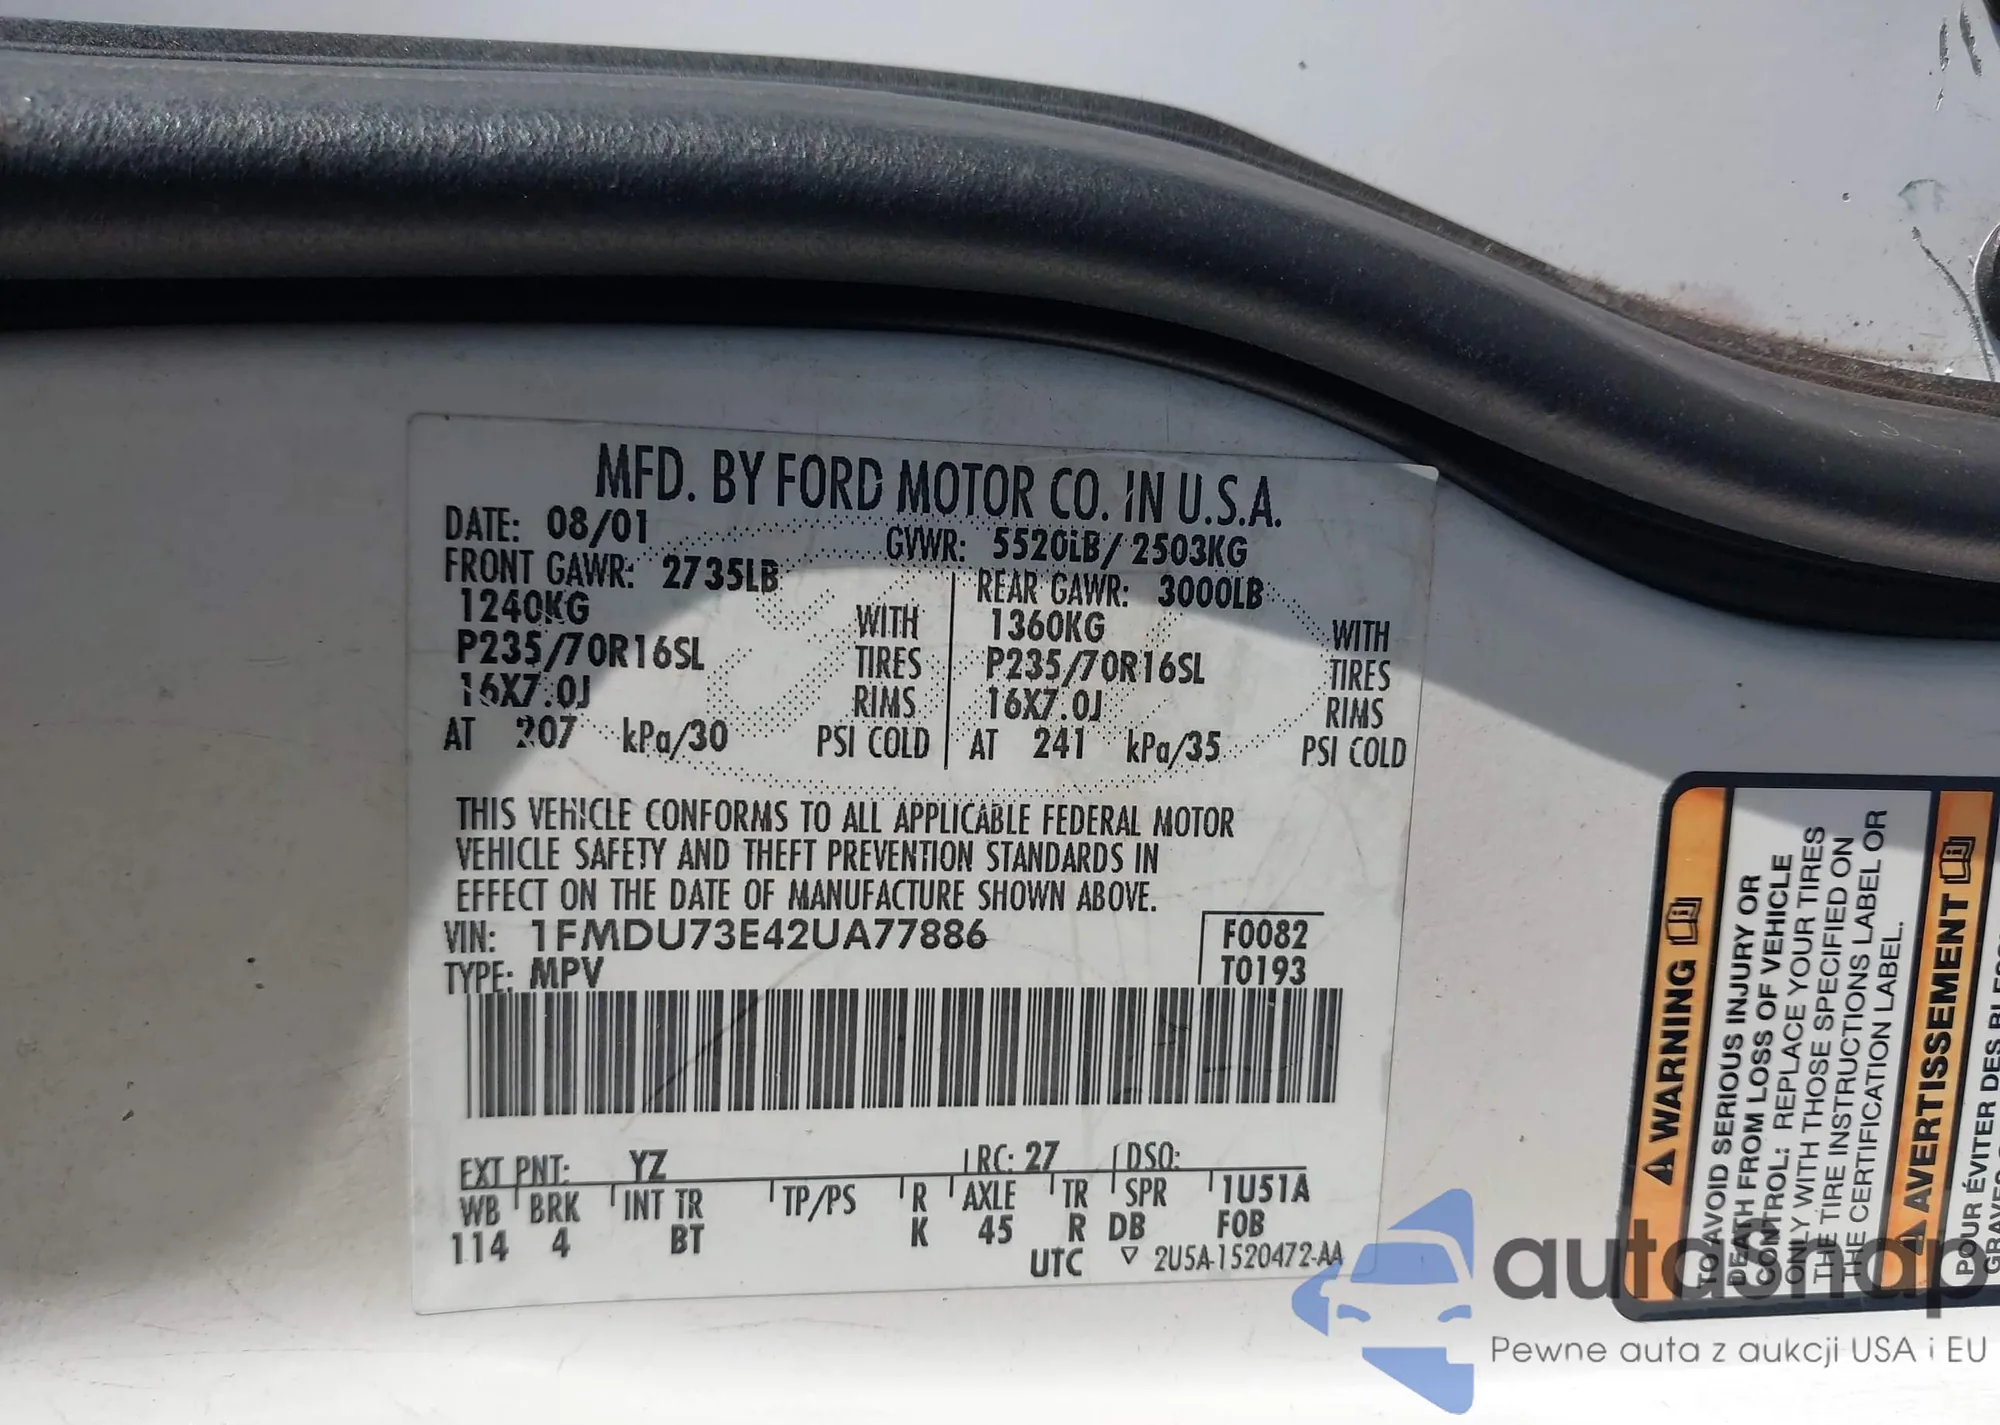 MFD. BY FORD MOTOR CO. IN U.S.A.
DATE: 08/01
GVWR: 5520LB/ 2503KG
FRONT GAWR: 2735LB
REAR GAWR: 3000LB
1240KG WITH
1360KG WITH
P235/70R16SL TIRES
P235/70R16SL TIRES
16X7.0J RIMS
16X7.0J RIMS
AT 207 kPa/30 PSI COLD
AT 241 kPa/35 PSI COLD
THIS VEHICLE CONFORMS TO ALL APPLICABLE FEDERAL MOTOR
VEHICLE SAFETY AND THEFT PREVENTION STANDARDS IN
EFFECT ON THE DATE OF MANUFACTURE SHOWN ABOVE.
VIN: 1FMDU73E42UA77886
F0082
TYPE: MPV
T0193
EXT PNT: YZ RC: 27 DSO:
WB BRK INT TR TP/PS R AXLE TR SPR 1U51A
114 4 BT K 45 R DB FOB
UTC ▽ 2U5A-1520472-AA
⚠ WARNING
TO AVOID SERIOUS INJURY OR
DEATH FROM LOSS OF VEHICLE
CONTROL: REPLACE YOUR TIRES
ONLY WITH THOSE SPECIFIED ON
THE TIRE INSTRUCTIONS LABEL OR
THE CERTIFICATION LABEL.
⚠ AVERTISSEMENT
POUR ÉVITER DES
autasnap
Pewne auta z aukcji USA i EU